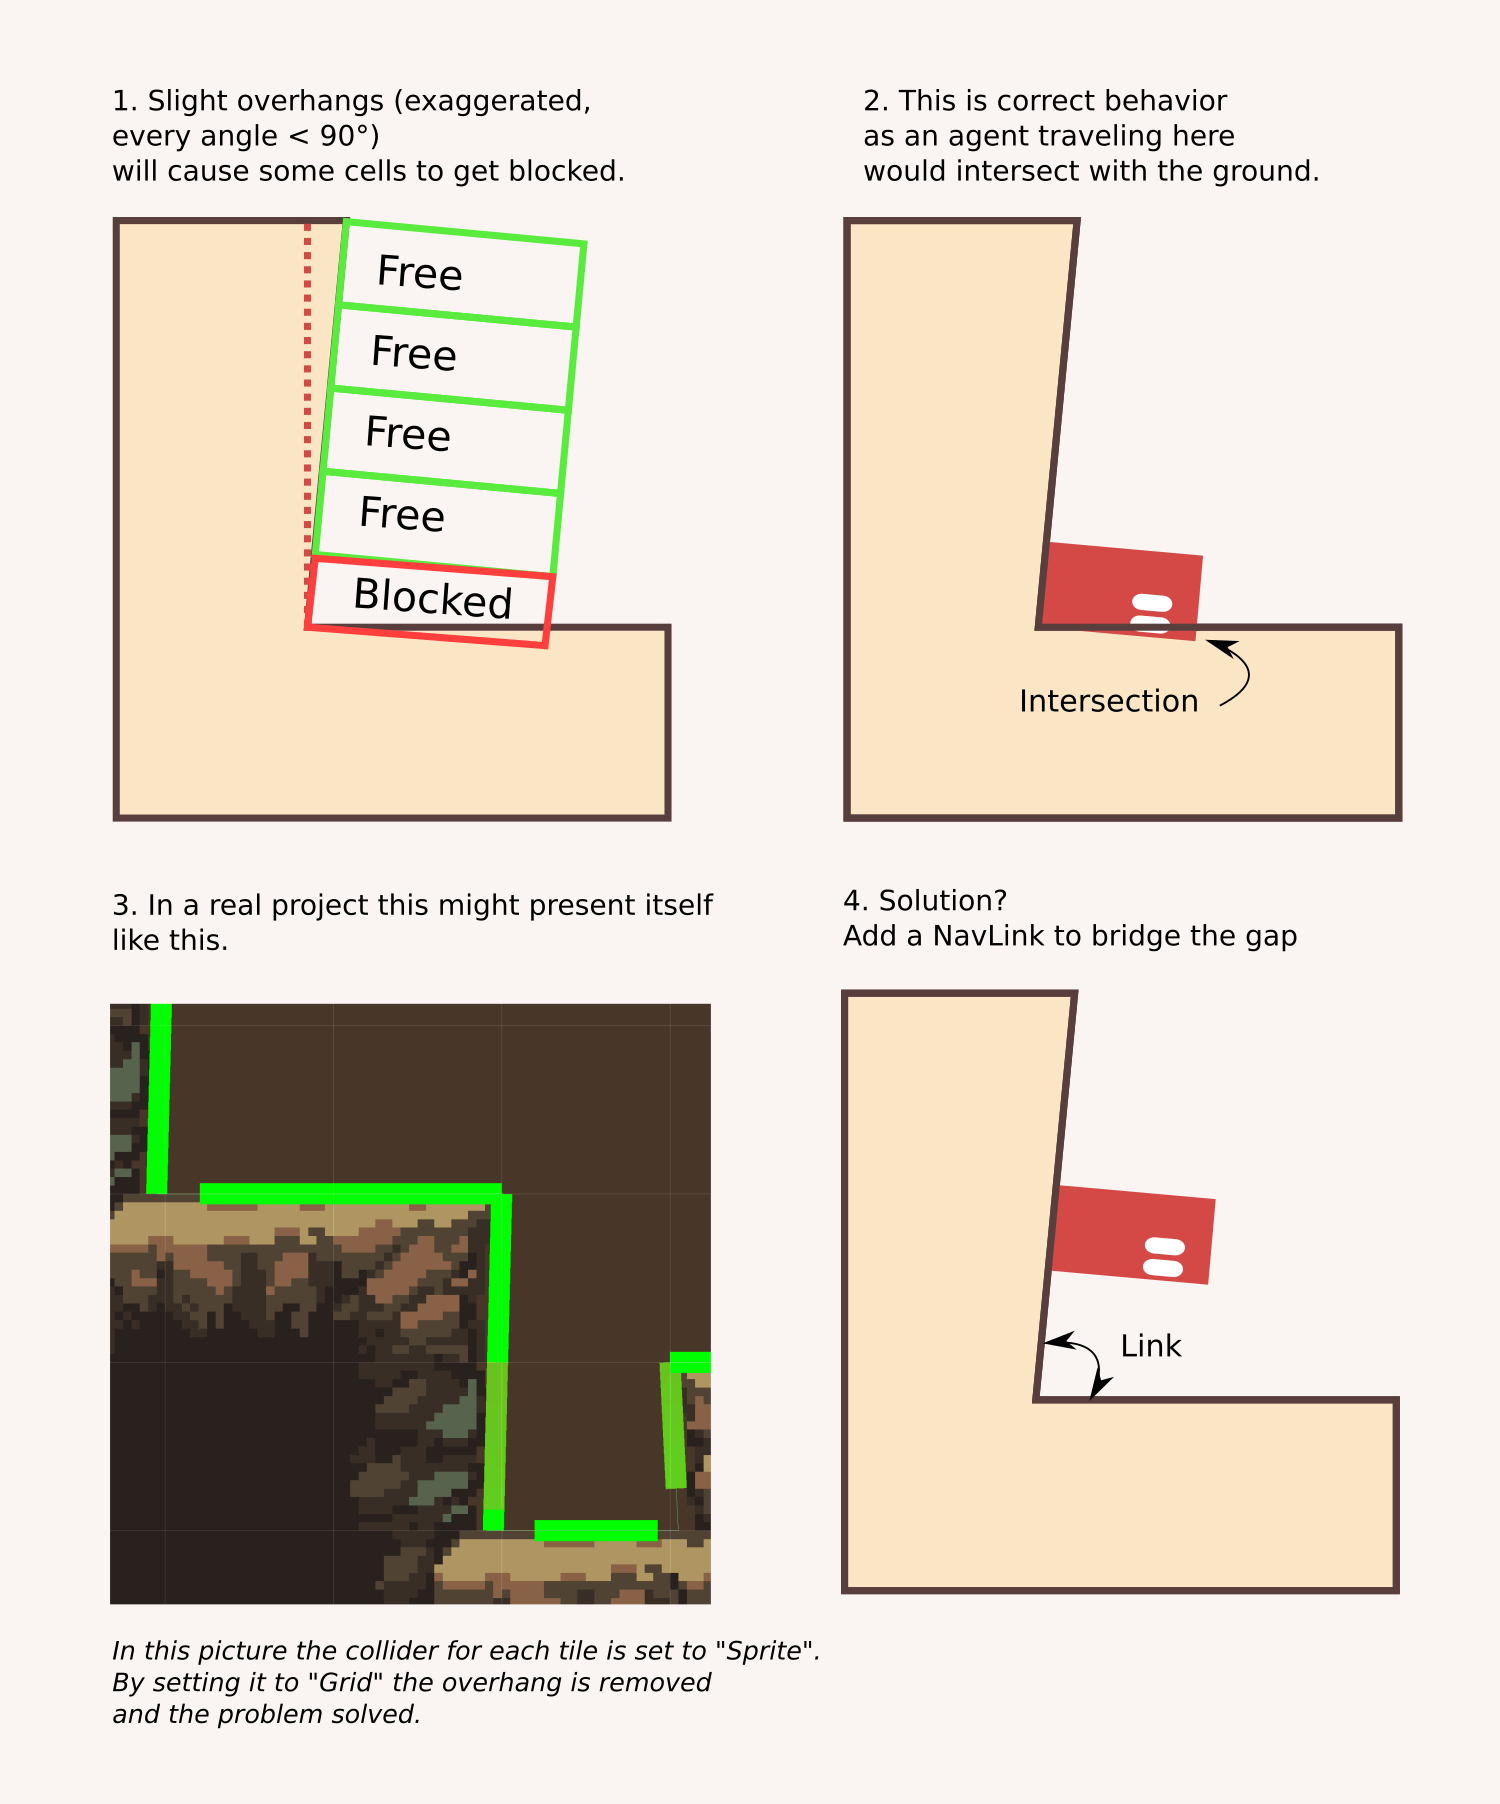 1. Slight overhangs (exaggerated,
every angle < 90°)
will cause some cells to get blocked.
Free
Free
Free
Free
Blocked
2. This is correct behavior
as an agent traveling here
would intersect with the ground.
Intersection
3. In a real project this might present itself
like this.
In this picture the collider for each tile is set to "Sprite".
By setting it to "Grid" the overhang is removed
and the problem solved.
4. Solution?
Add a NavLink to bridge the gap
Link